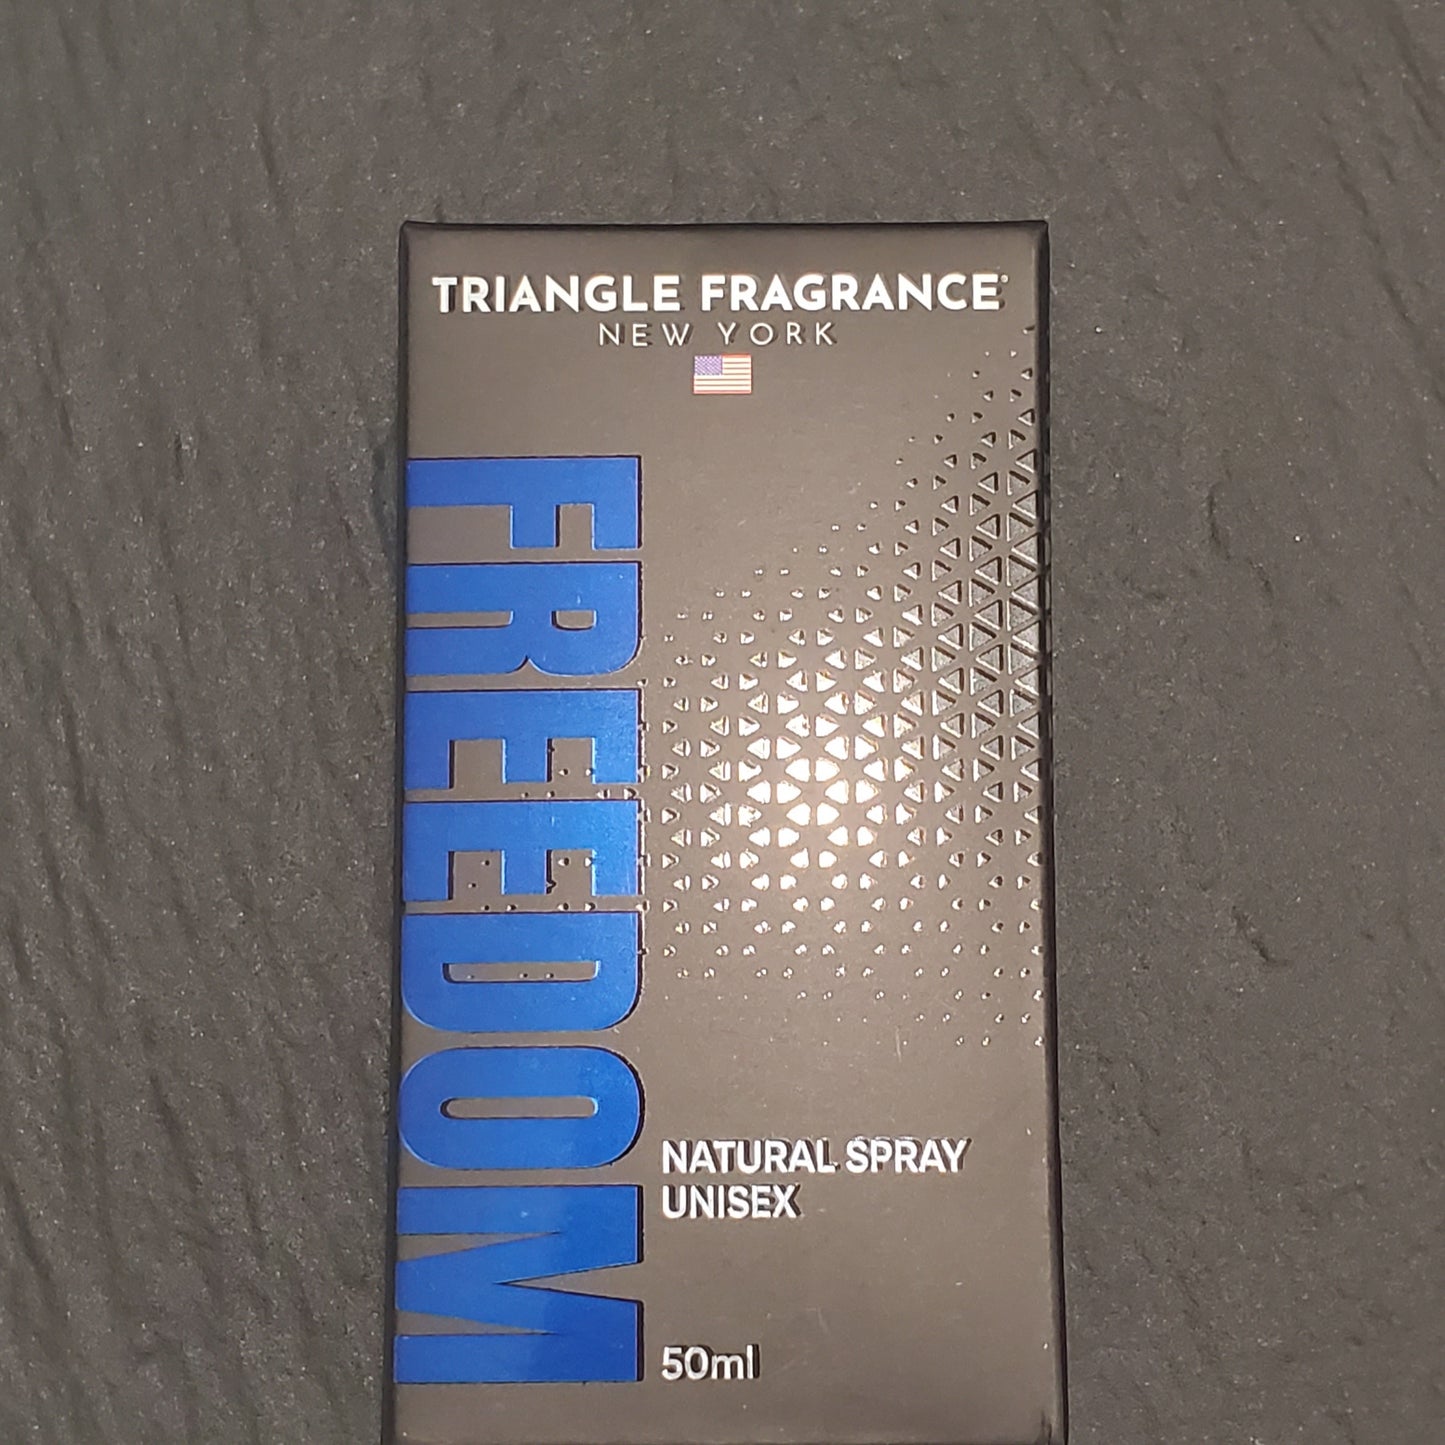 TRIANGLE FRAGRANCE®
NEW YORK
FREEDOM
NATURAL SPRAY
UNISEX
50ml